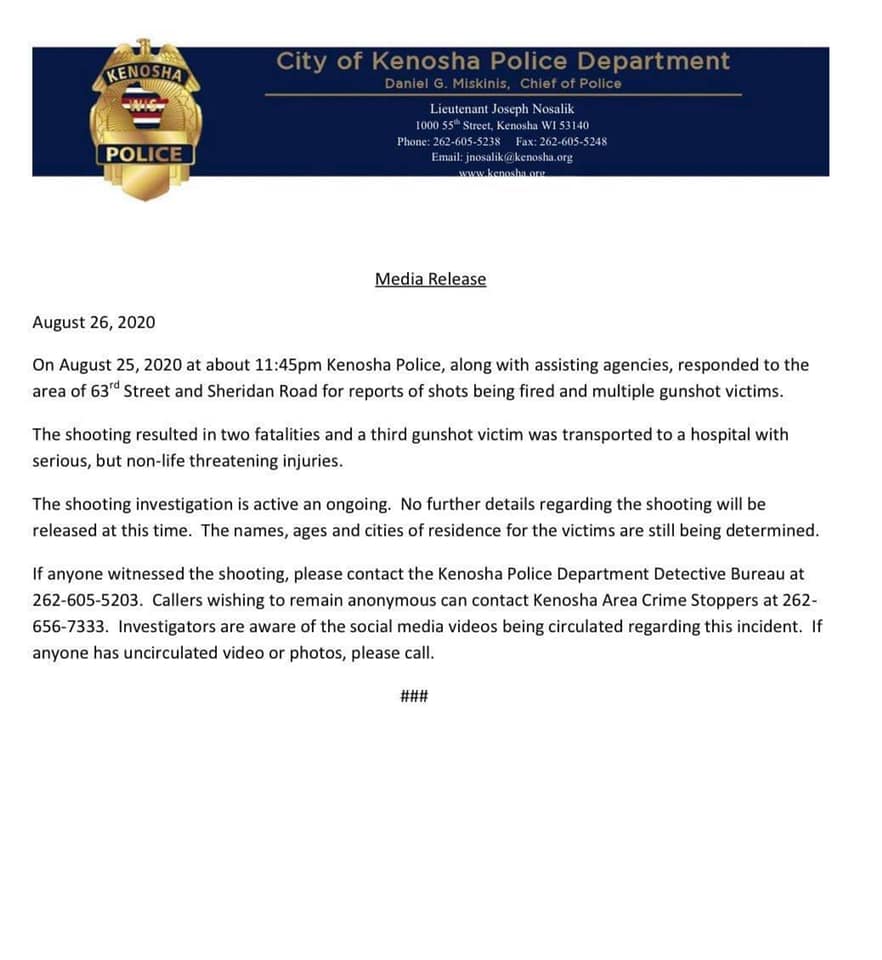 KENOSHA
WIS
POLICE
City of Kenosha Police Department
Daniel G. Miskinis, Chief of Police
Lieutenant Joseph Nosalik
1000 55th Street, Kenosha WI 53140
Phone: 262-605-5238 Fax: 262-605-5248
Email: jnosalik@kenosha.org
www.kenosha.org
Media Release
August 26, 2020
On August 25, 2020 at about 11:45pm Kenosha Police, along with assisting agencies, responded to the
area of 63rd Street and Sheridan Road for reports of shots being fired and multiple gunshot victims.
The shooting resulted in two fatalities and a third gunshot victim was transported to a hospital with
serious, but non-life threatening injuries.
The shooting investigation is active an ongoing. No further details regarding the shooting will be
released at this time. The names, ages and cities of residence for the victims are still being determined.
If anyone witnessed the shooting, please contact the Kenosha Police Department Detective Bureau at
262-605-5203. Callers wishing to remain anonymous can contact Kenosha Area Crime Stoppers at 262-
656-7333. Investigators are aware of the social media videos being circulated regarding this incident. If
anyone has uncirculated video or photos, please call.
###